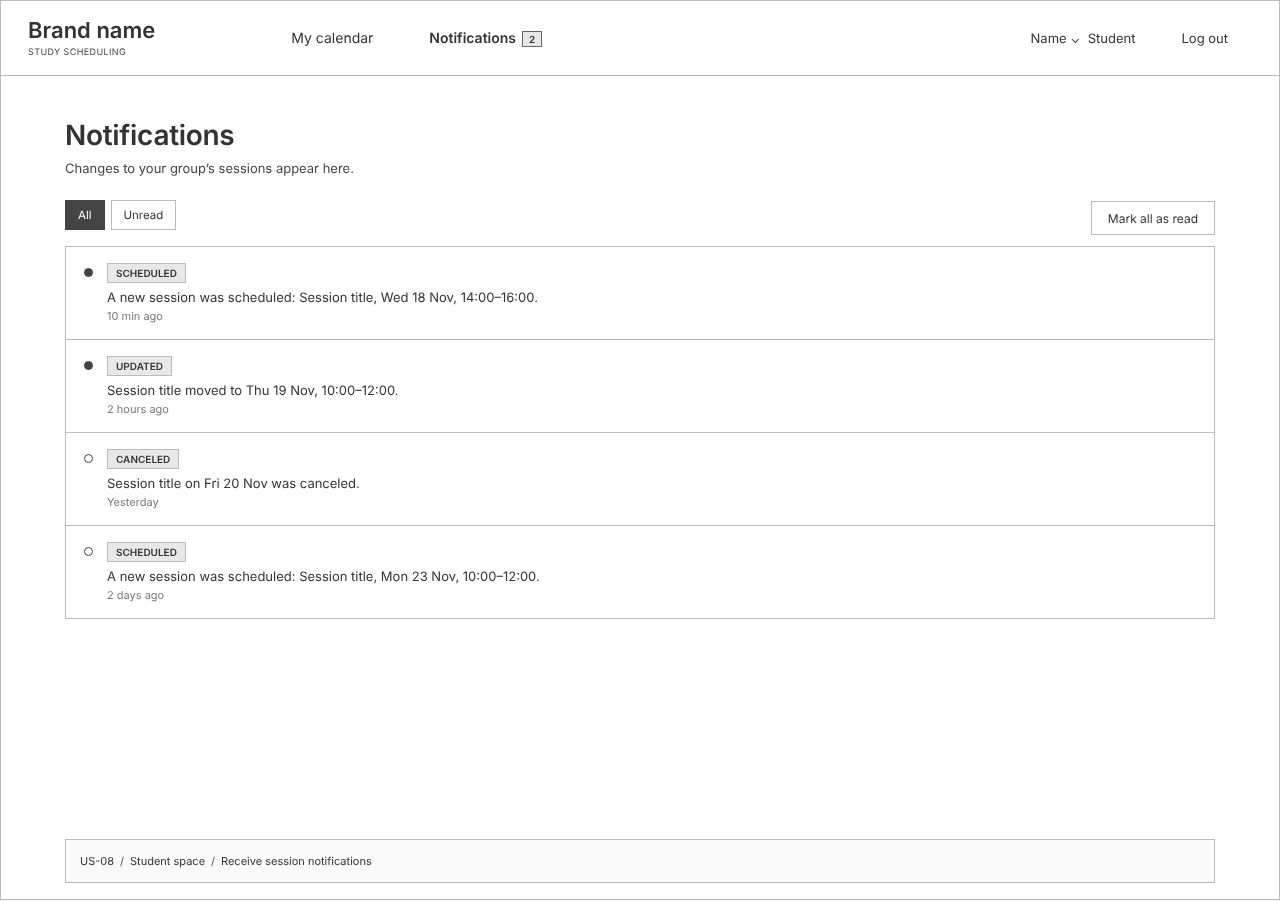 Brand name
STUDY SCHEDULING
My calendar
Notifications 2
Name Student
Log out
Notifications
Changes to your group’s sessions appear here.
All
Unread
Mark all as read
SCHEDULED
A new session was scheduled: Session title, Wed 18 Nov, 14:00–16:00.
10 min ago
UPDATED
Session title moved to Thu 19 Nov, 10:00–12:00.
2 hours ago
CANCELED
Session title on Fri 20 Nov was canceled.
Yesterday
SCHEDULED
A new session was scheduled: Session title, Mon 23 Nov, 10:00–12:00.
2 days ago
US-08 / Student space / Receive session notifications